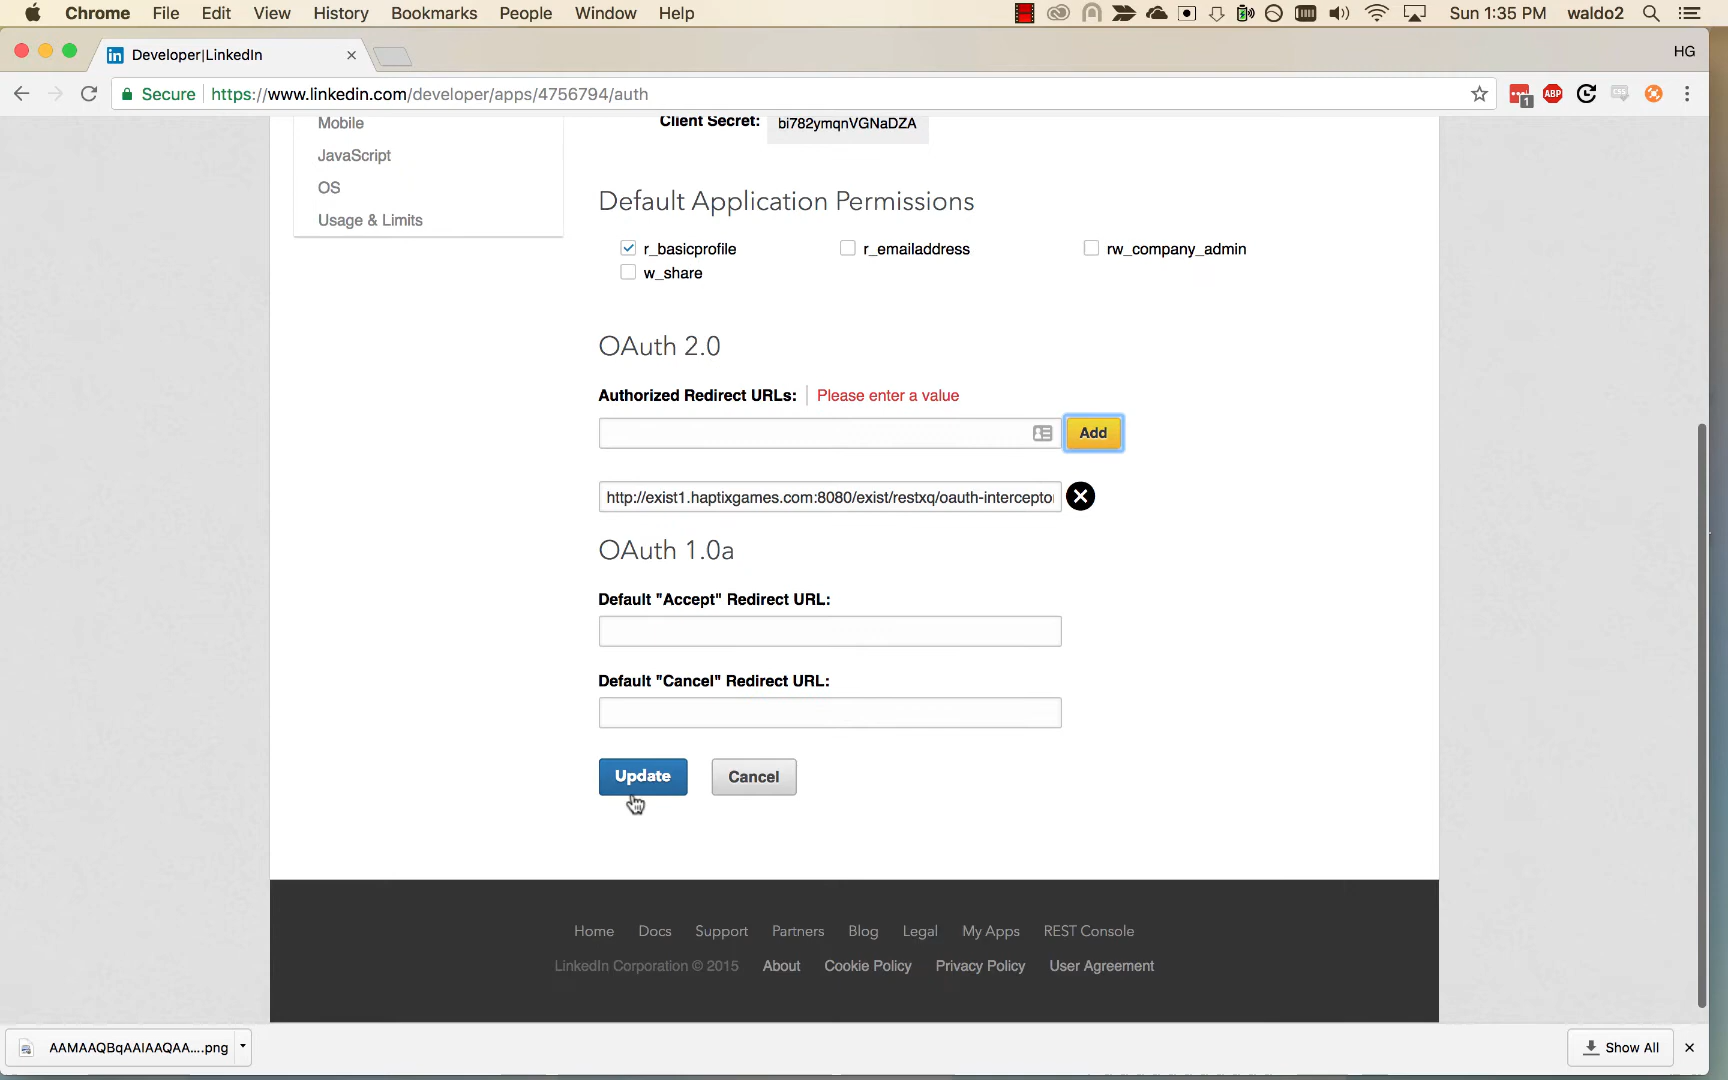 Chrome File Edit View History Bookmarks People Window Help Sun 1:35 PM waldo2
Developer|LinkedIn HG
Secure https://www.linkedin.com/developer/apps/4756794/auth 1 ABP CSS
Mobile
JavaScript
OS
Usage & Limits
Client Secret: bi782ymqnVGNaDZA
Default Application Permissions
r_basicprofile r_emailaddress rw_company_admin
w_share
OAuth 2.0
Authorized Redirect URLs: Please enter a value
Add
http://exist1.haptixgames.com:8080/exist/restxq/oauth-intercepto
OAuth 1.0a
Default "Accept" Redirect URL:
Default "Cancel" Redirect URL:
Update Cancel
Home Docs Support Partners Blog Legal My Apps REST Console
LinkedIn Corporation © 2015 About Cookie Policy Privacy Policy User Agreement
AAMAAQBqAAIAAQAA....png Show All